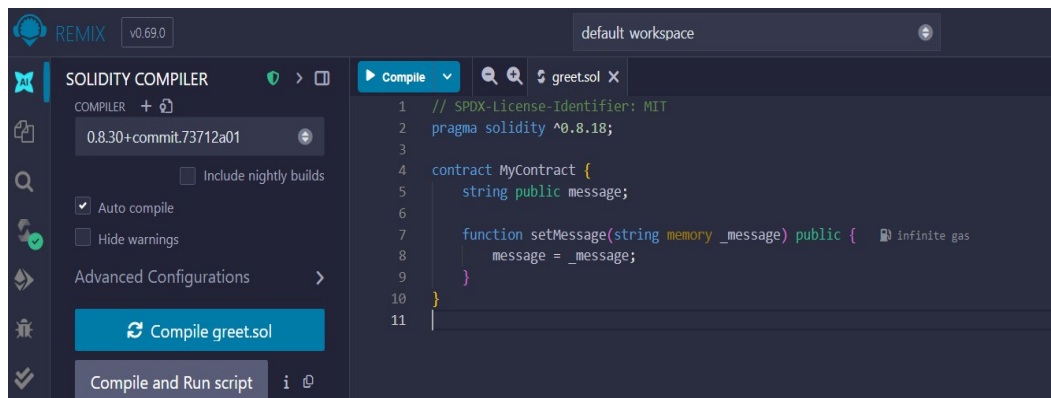 REMIX v0.69.0 default workspace
SOLIDITY COMPILER
COMPILER +
0.8.30+commit.73712a01
Include nightly builds
Auto compile
Hide warnings
Advanced Configurations
Compile greet.sol
Compile and Run script i
AI
Compile greet.sol
1 // SPDX-License-Identifier: MIT
2 pragma solidity ^0.8.18;
3
4 contract MyContract {
5 string public message;
6
7 function setMessage(string memory _message) public { infinite gas
8 message = _message;
9 }
10 }
11